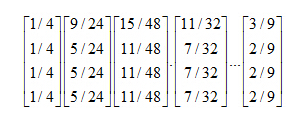 [1/4] [9/24] [15/48] [11/32] [3/9]
[1/4] [5/24] [11/48] . [7/32] ... [2/9]
[1/4] [5/24] [11/48] [7/32] [2/9]
[1/4] [5/24] [11/48] [7/32] [2/9]